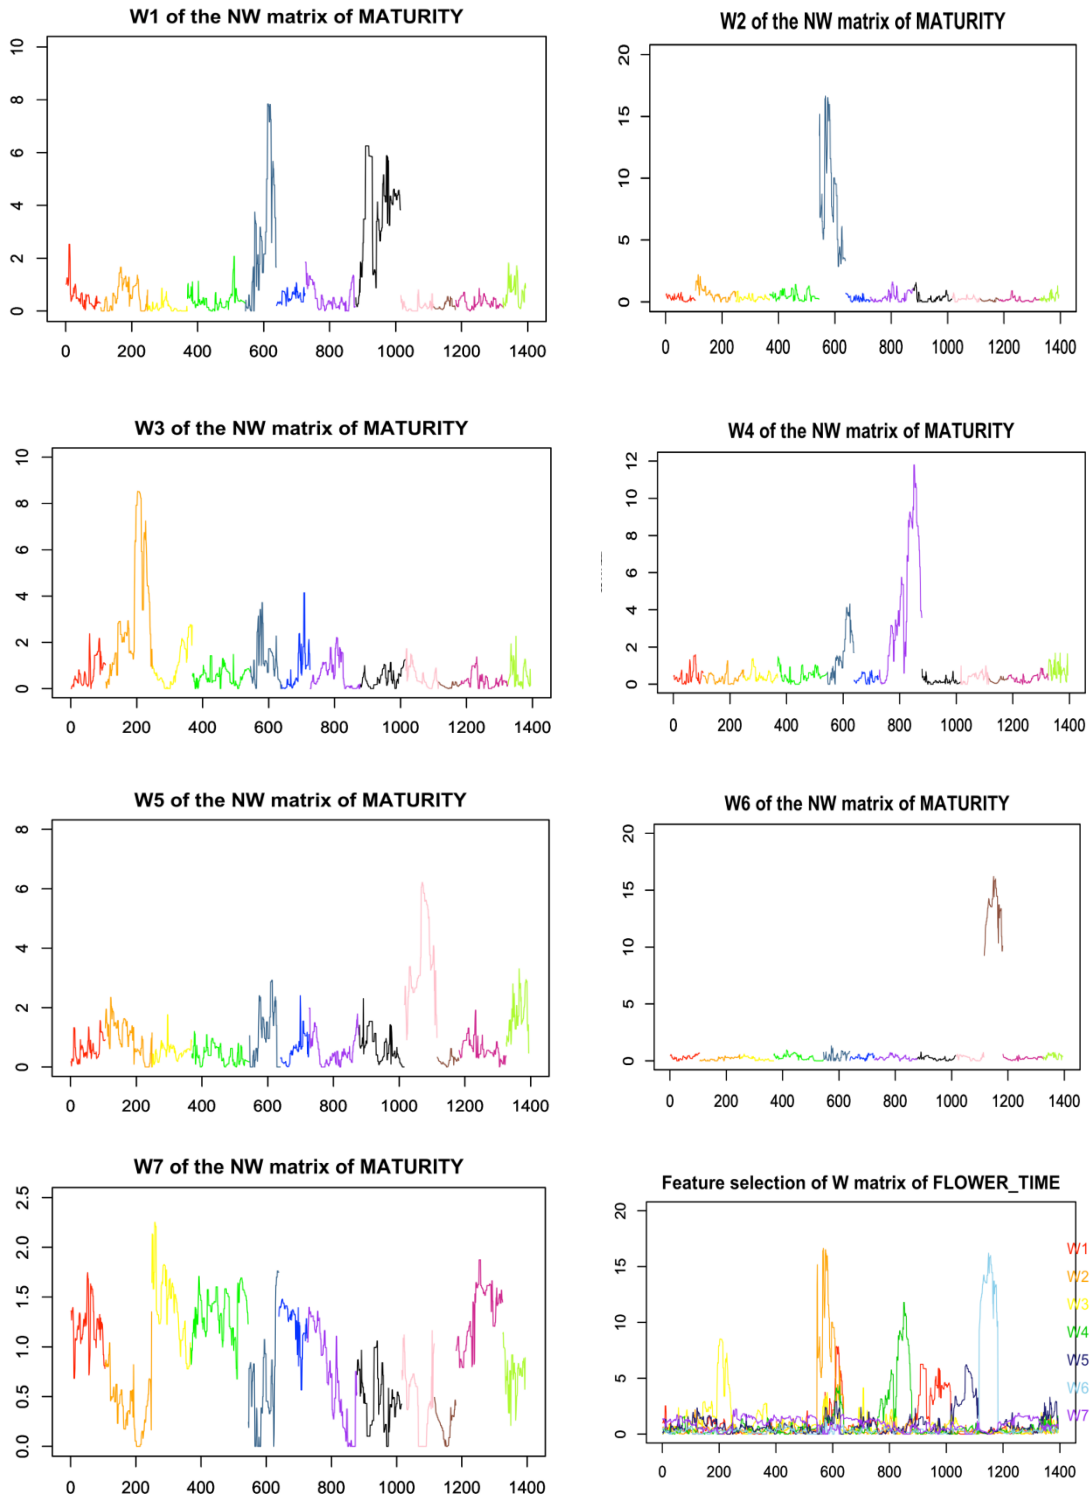 W1 of the NW matrix of MATURITY
10
8
6
4
2
0
0 200 400 600 800 1000 1200 1400
W2 of the NW matrix of MATURITY
20
15
10
5
0
0 200 400 600 800 1000 1200 1400
W3 of the NW matrix of MATURITY
10
8
6
4
2
0
0 200 400 600 800 1000 1200 1400
W4 of the NW matrix of MATURITY
12
10
8
6
4
2
0
0 200 400 600 800 1000 1200 1400
W5 of the NW matrix of MATURITY
8
6
4
2
0
0 200 400 600 800 1000 1200 1400
W6 of the NW matrix of MATURITY
20
15
10
5
0
0 200 400 600 800 1000 1200 1400
W7 of the NW matrix of MATURITY
2.5
2.0
1.5
1.0
0.5
0.0
0 200 400 600 800 1000 1200 1400
Feature selection of W matrix of FLOWER_TIME
20
15
10
5
0
0 200 400 600 800 1000 1200 1400
W1
W2
W3
W4
W5
W6
W7